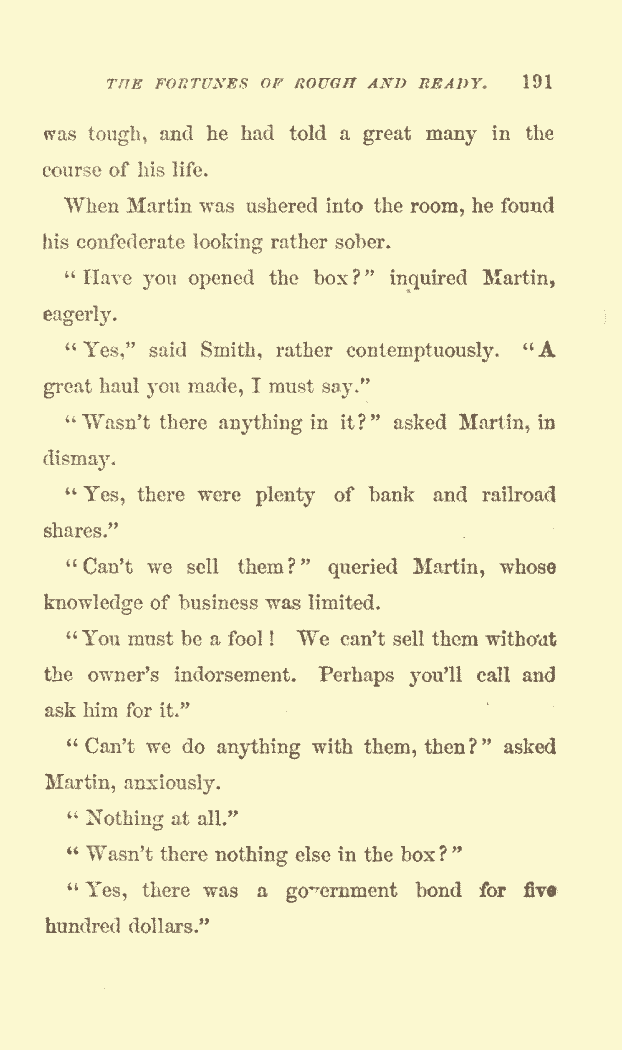 THE FORTUNES OF ROUGH AND READY. 191
was tough, and he had told a great many in the
course of his life.
When Martin was ushered into the room, he found
his confederate looking rather sober.
“Have you opened the box?” inquired Martin,
eagerly.
“Yes,” said Smith, rather contemptuously. “A
great haul you made, I must say.”
“Wasn’t there anything in it?” asked Martin, in
dismay.
“Yes, there were plenty of bank and railroad
shares.”
“Can’t we sell them?” queried Martin, whose
knowledge of business was limited.
“You must be a fool! We can’t sell them without
the owner’s indorsement. Perhaps you’ll call and
ask him for it.”
“Can’t we do anything with them, then?” asked
Martin, anxiously.
“Nothing at all.”
“Wasn’t there nothing else in the box?”
“Yes, there was a government bond for five
hundred dollars.”